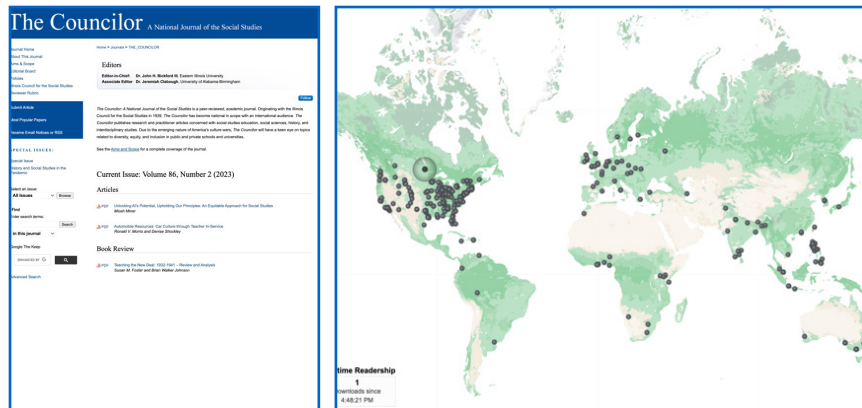 The Councilor A National Journal of the Social Studies
Journal Home
About This Journal
Aims & Scope
Editorial Board
Policies
Illinois Council for the Social Studies
Reviewer Rubric
Submit Article
Most Popular Papers
Receive Email Notices or RSS
SPECIAL ISSUES:
Special Issue
History and Social Studies in the
Pandemic
Select an issue:
All Issues
Browse
Enter search terms:
Search
in this journal
Google The Keep
ENHANCED BY G
Advanced Search
Home > Journals > THE_COUNCILOR
Editors
Editor-in-Chief: Dr. John H. Bickford III, Eastern Illinois University
Associate Editor Dr. Jeremiah Clabough, University of Alabama-Birmingham
Follow
The Councilor: A National Journal of the Social Studies is a peer-reviewed, academic journal. Originating with the Illinois
Council for the Social Studies in 1939, The Councilor has become national in scope with an international audience. The
Councilor publishes research and practitioner articles concerned with social studies education, social sciences, history, and
interdisciplinary studies. Due to the emerging nature of America's culture wars, The Councilor will have a keen eye on topics
related to diversity, equity, and inclusion in public and private schools and universities.
See the Aims and Scope for a complete coverage of the journal.
Current Issue: Volume 86, Number 2 (2023)
Articles
PDF Unlocking AI's Potential, Upholding Our Principles: An Equitable Approach for Social Studies
Micah Miner
PDF Automobile Resources: Car Culture through Teacher In-Service
Ronald V. Morris and Denise Shockley
Book Review
PDF Teaching the New Deal: 1932-1941 – Review and Analysis
Susan M. Foster and Brian Walker Johnson
time Readership
1
ownloads since
4:48:21 PM